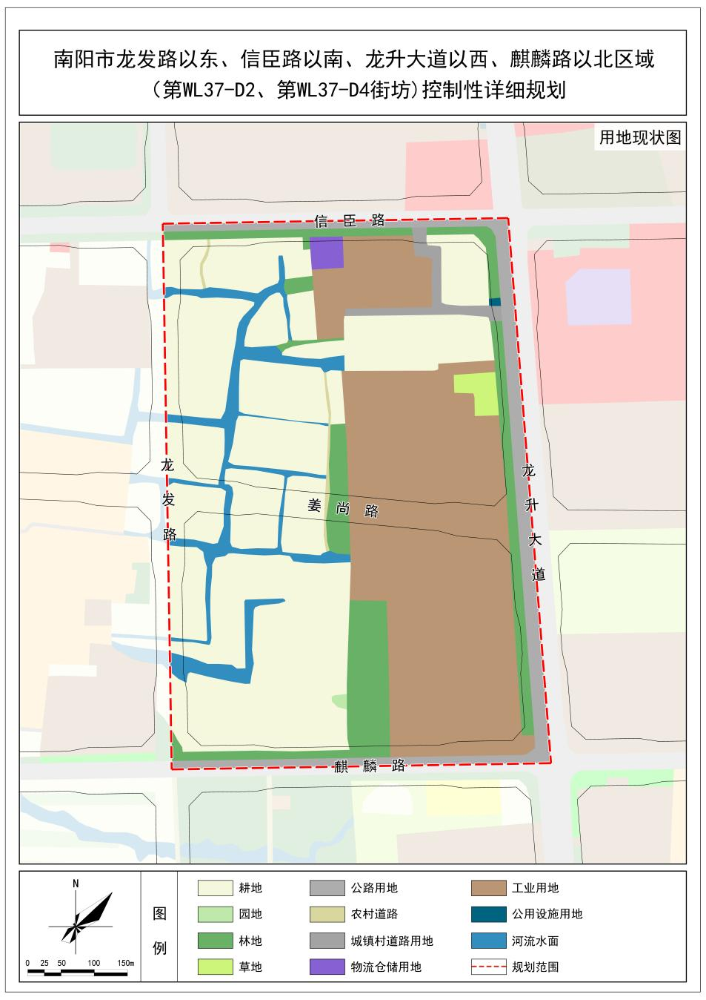 南阳市龙发路以东、信臣路以南、龙升大道以西、麒麟路以北区域
(第WL37-D2、第WL37-D4街坊)控制性详细规划
用地现状图
信臣路
龙发路
姜尚路
龙升大道
麒麟路
N
0 25 50 100 150m
图例
耕地
园地
林地
草地
公路用地
农村道路
城镇村道路用地
物流仓储用地
工业用地
公用设施用地
河流水面
规划范围